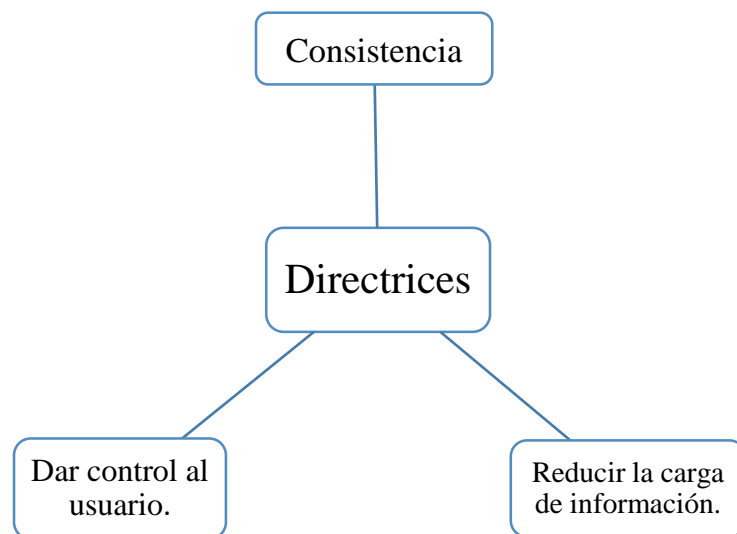 Consistencia
Directrices
Dar control al
usuario.
Reducir la carga
de información.